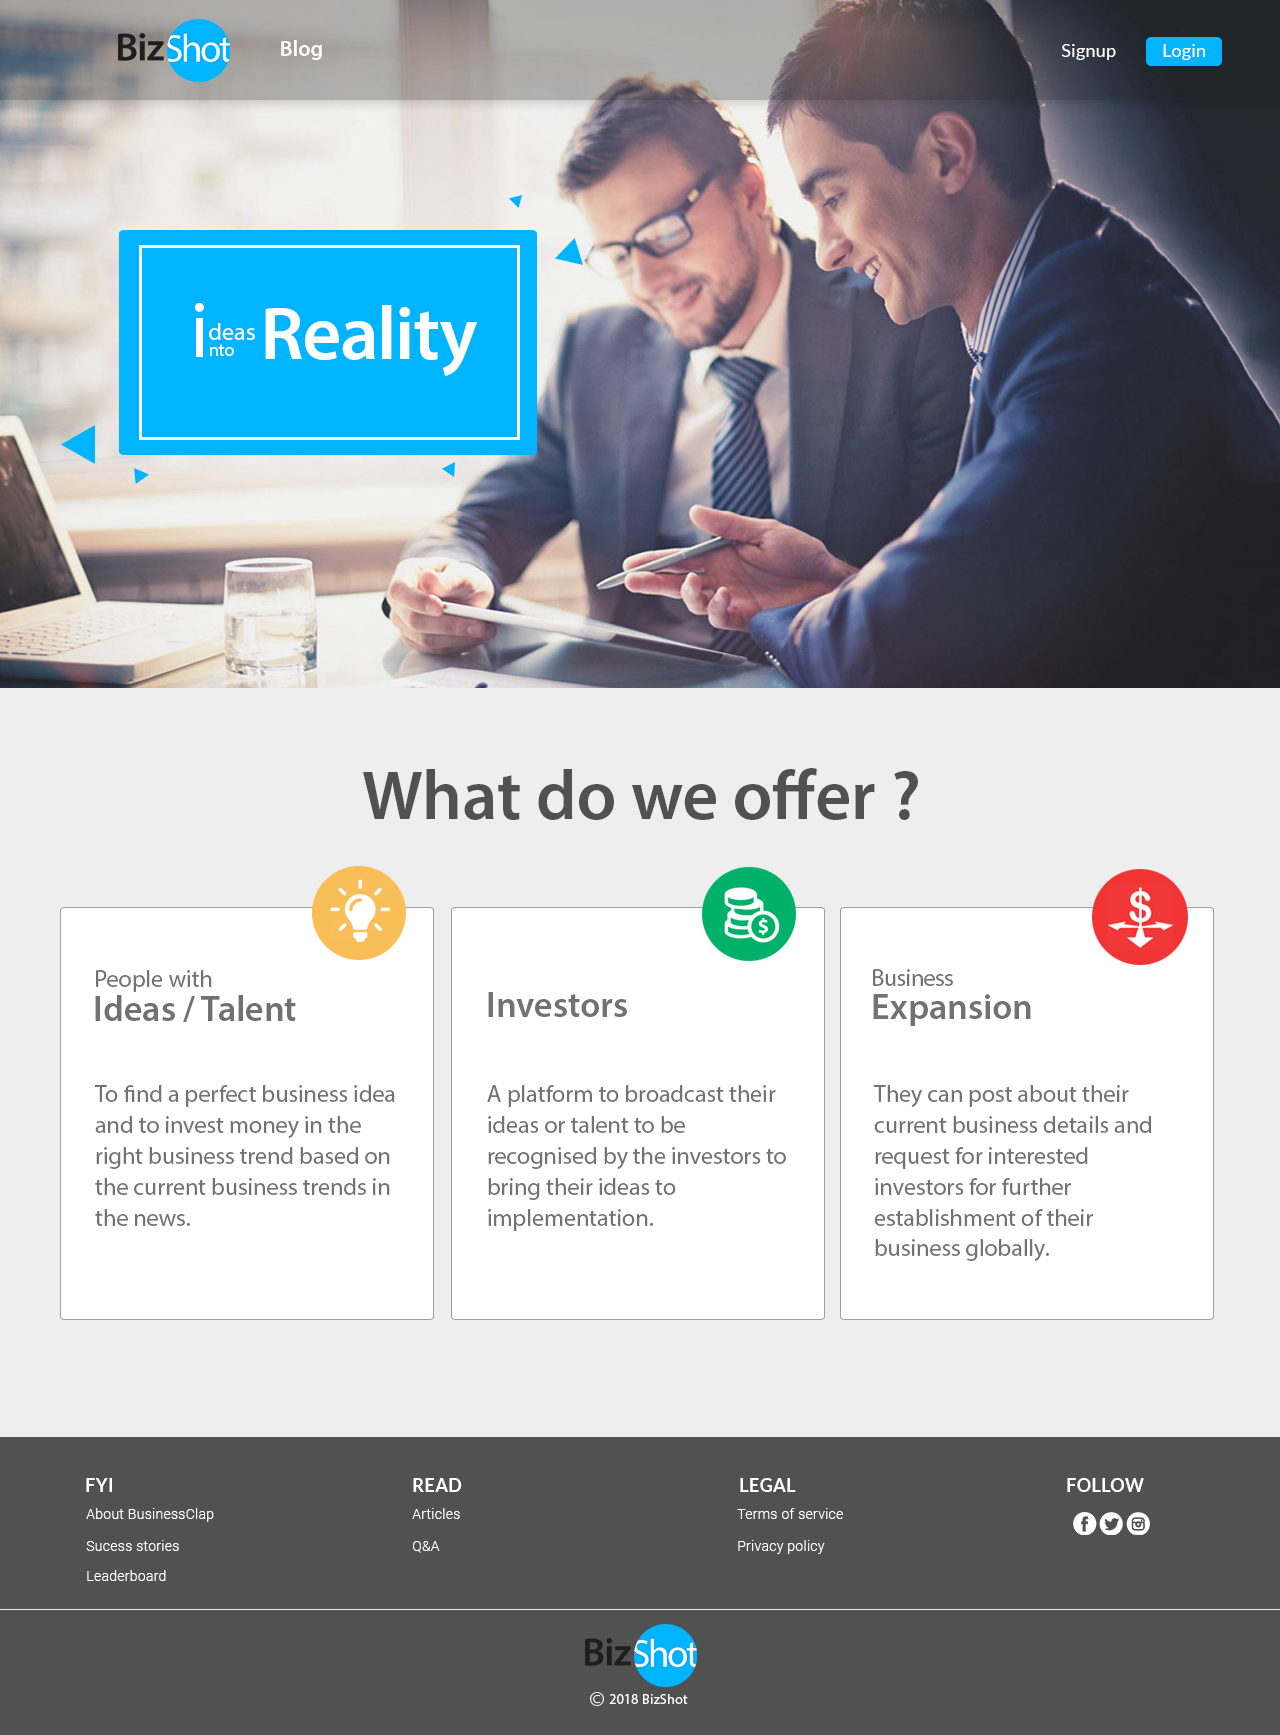 BizShot
Blog
Signup
Login
ideas
into
Reality
What do we offer ?
People with
Ideas / Talent
To find a perfect business idea
and to invest money in the
right business trend based on
the current business trends in
the news.
Investors
A platform to broadcast their
ideas or talent to be
recognised by the investors to
bring their ideas to
implementation.
Business
Expansion
They can post about their
current business details and
request for interested
investors for further
establishment of their
business globally.
FYI
About BusinessClap
Sucess stories
Leaderboard
READ
Articles
Q&A
LEGAL
Terms of service
Privacy policy
FOLLOW
BizShot
© 2018 BizShot